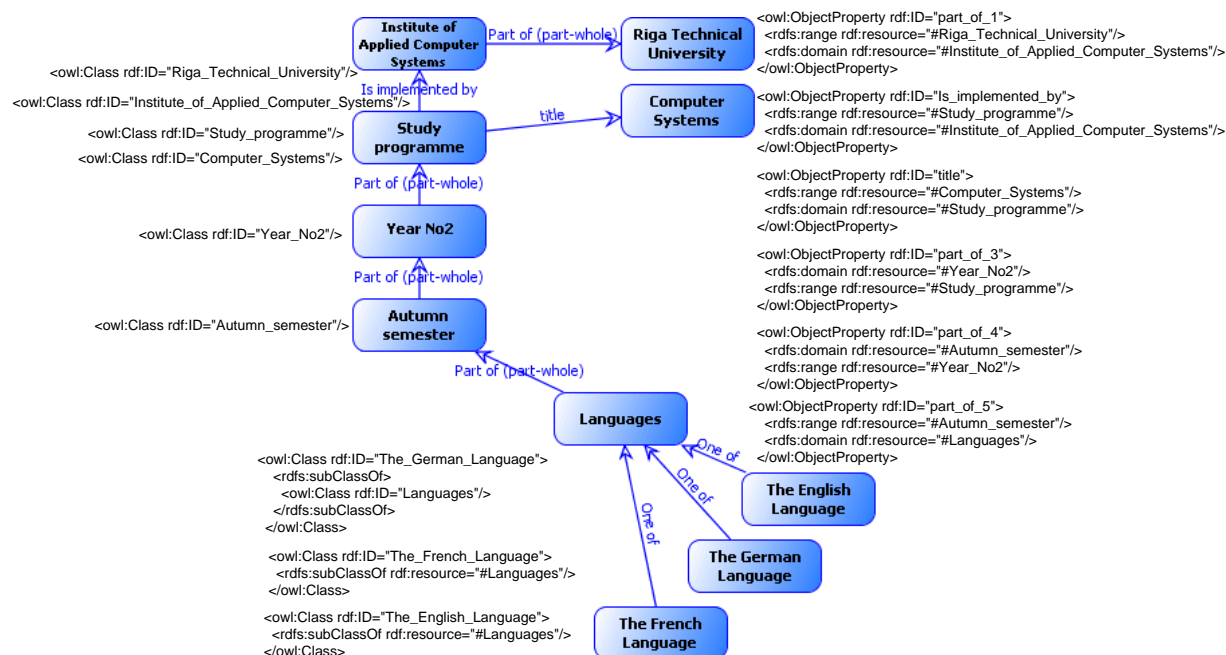 Institute of
Applied Computer
Systems
Part of (part-whole)
Riga Technical
University
<owl:ObjectProperty rdf:ID="part_of_1">
<rdfs:range rdf:resource="#Riga_Technical_University"/>
<rdfs:domain rdf:resource="#Institute_of_Applied_Computer_Systems"/>
</owl:ObjectProperty>
<owl:Class rdf:ID="Riga_Technical_University"/>
Is implemented by
<owl:Class rdf:ID="Institute_of_Applied_Computer_Systems"/>
Study
programme
title
Computer
Systems
<owl:ObjectProperty rdf:ID="Is_implemented_by">
<rdfs:range rdf:resource="#Study_programme"/>
<rdfs:domain rdf:resource="#Institute_of_Applied_Computer_Systems"/>
</owl:ObjectProperty>
<owl:Class rdf:ID="Study_programme"/>
<owl:Class rdf:ID="Computer_Systems"/>
Part of (part-whole)
<owl:ObjectProperty rdf:ID="title">
<rdfs:range rdf:resource="#Computer_Systems"/>
<rdfs:domain rdf:resource="#Study_programme"/>
</owl:ObjectProperty>
<owl:Class rdf:ID="Year_No2"/>
Year No2
Part of (part-whole)
<owl:ObjectProperty rdf:ID="part_of_3">
<rdfs:domain rdf:resource="#Year_No2"/>
<rdfs:range rdf:resource="#Study_programme"/>
</owl:ObjectProperty>
<owl:Class rdf:ID="Autumn_semester"/>
Autumn
semester
Part of (part-whole)
<owl:ObjectProperty rdf:ID="part_of_4">
<rdfs:domain rdf:resource="#Autumn_semester"/>
<rdfs:range rdf:resource="#Year_No2"/>
</owl:ObjectProperty>
Languages
<owl:ObjectProperty rdf:ID="part_of_5">
<rdfs:range rdf:resource="#Autumn_semester"/>
<rdfs:domain rdf:resource="#Languages"/>
</owl:ObjectProperty>
One of
One of
One of
The English
Language
The German
Language
The French
Language
<owl:Class rdf:ID="The_German_Language">
<rdfs:subClassOf>
<owl:Class rdf:ID="Languages"/>
</rdfs:subClassOf>
</owl:Class>
<owl:Class rdf:ID="The_French_Language">
<rdfs:subClassOf rdf:resource="#Languages"/>
</owl:Class>
<owl:Class rdf:ID="The_English_Language">
<rdfs:subClassOf rdf:resource="#Languages"/>
</owl:Class>